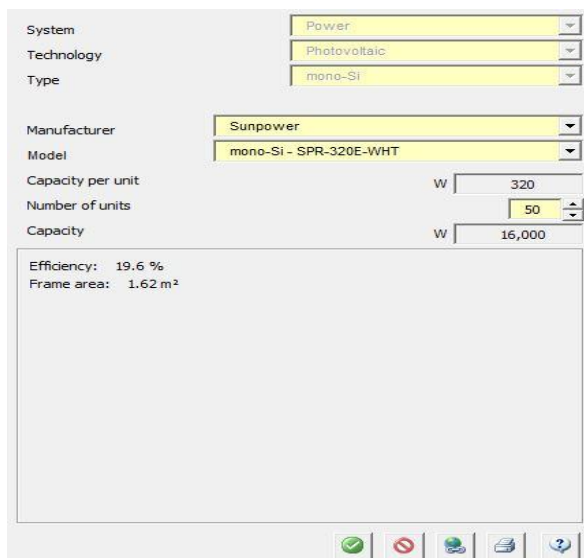 System Power
Technology Photovoltaic
Type mono-Si
Manufacturer Sunpower
Model mono-Si - SPR-320E-WHT
Capacity per unit W 320
Number of units 50
Capacity W 16,000
Efficiency: 19.6 %
Frame area: 1.62 m²